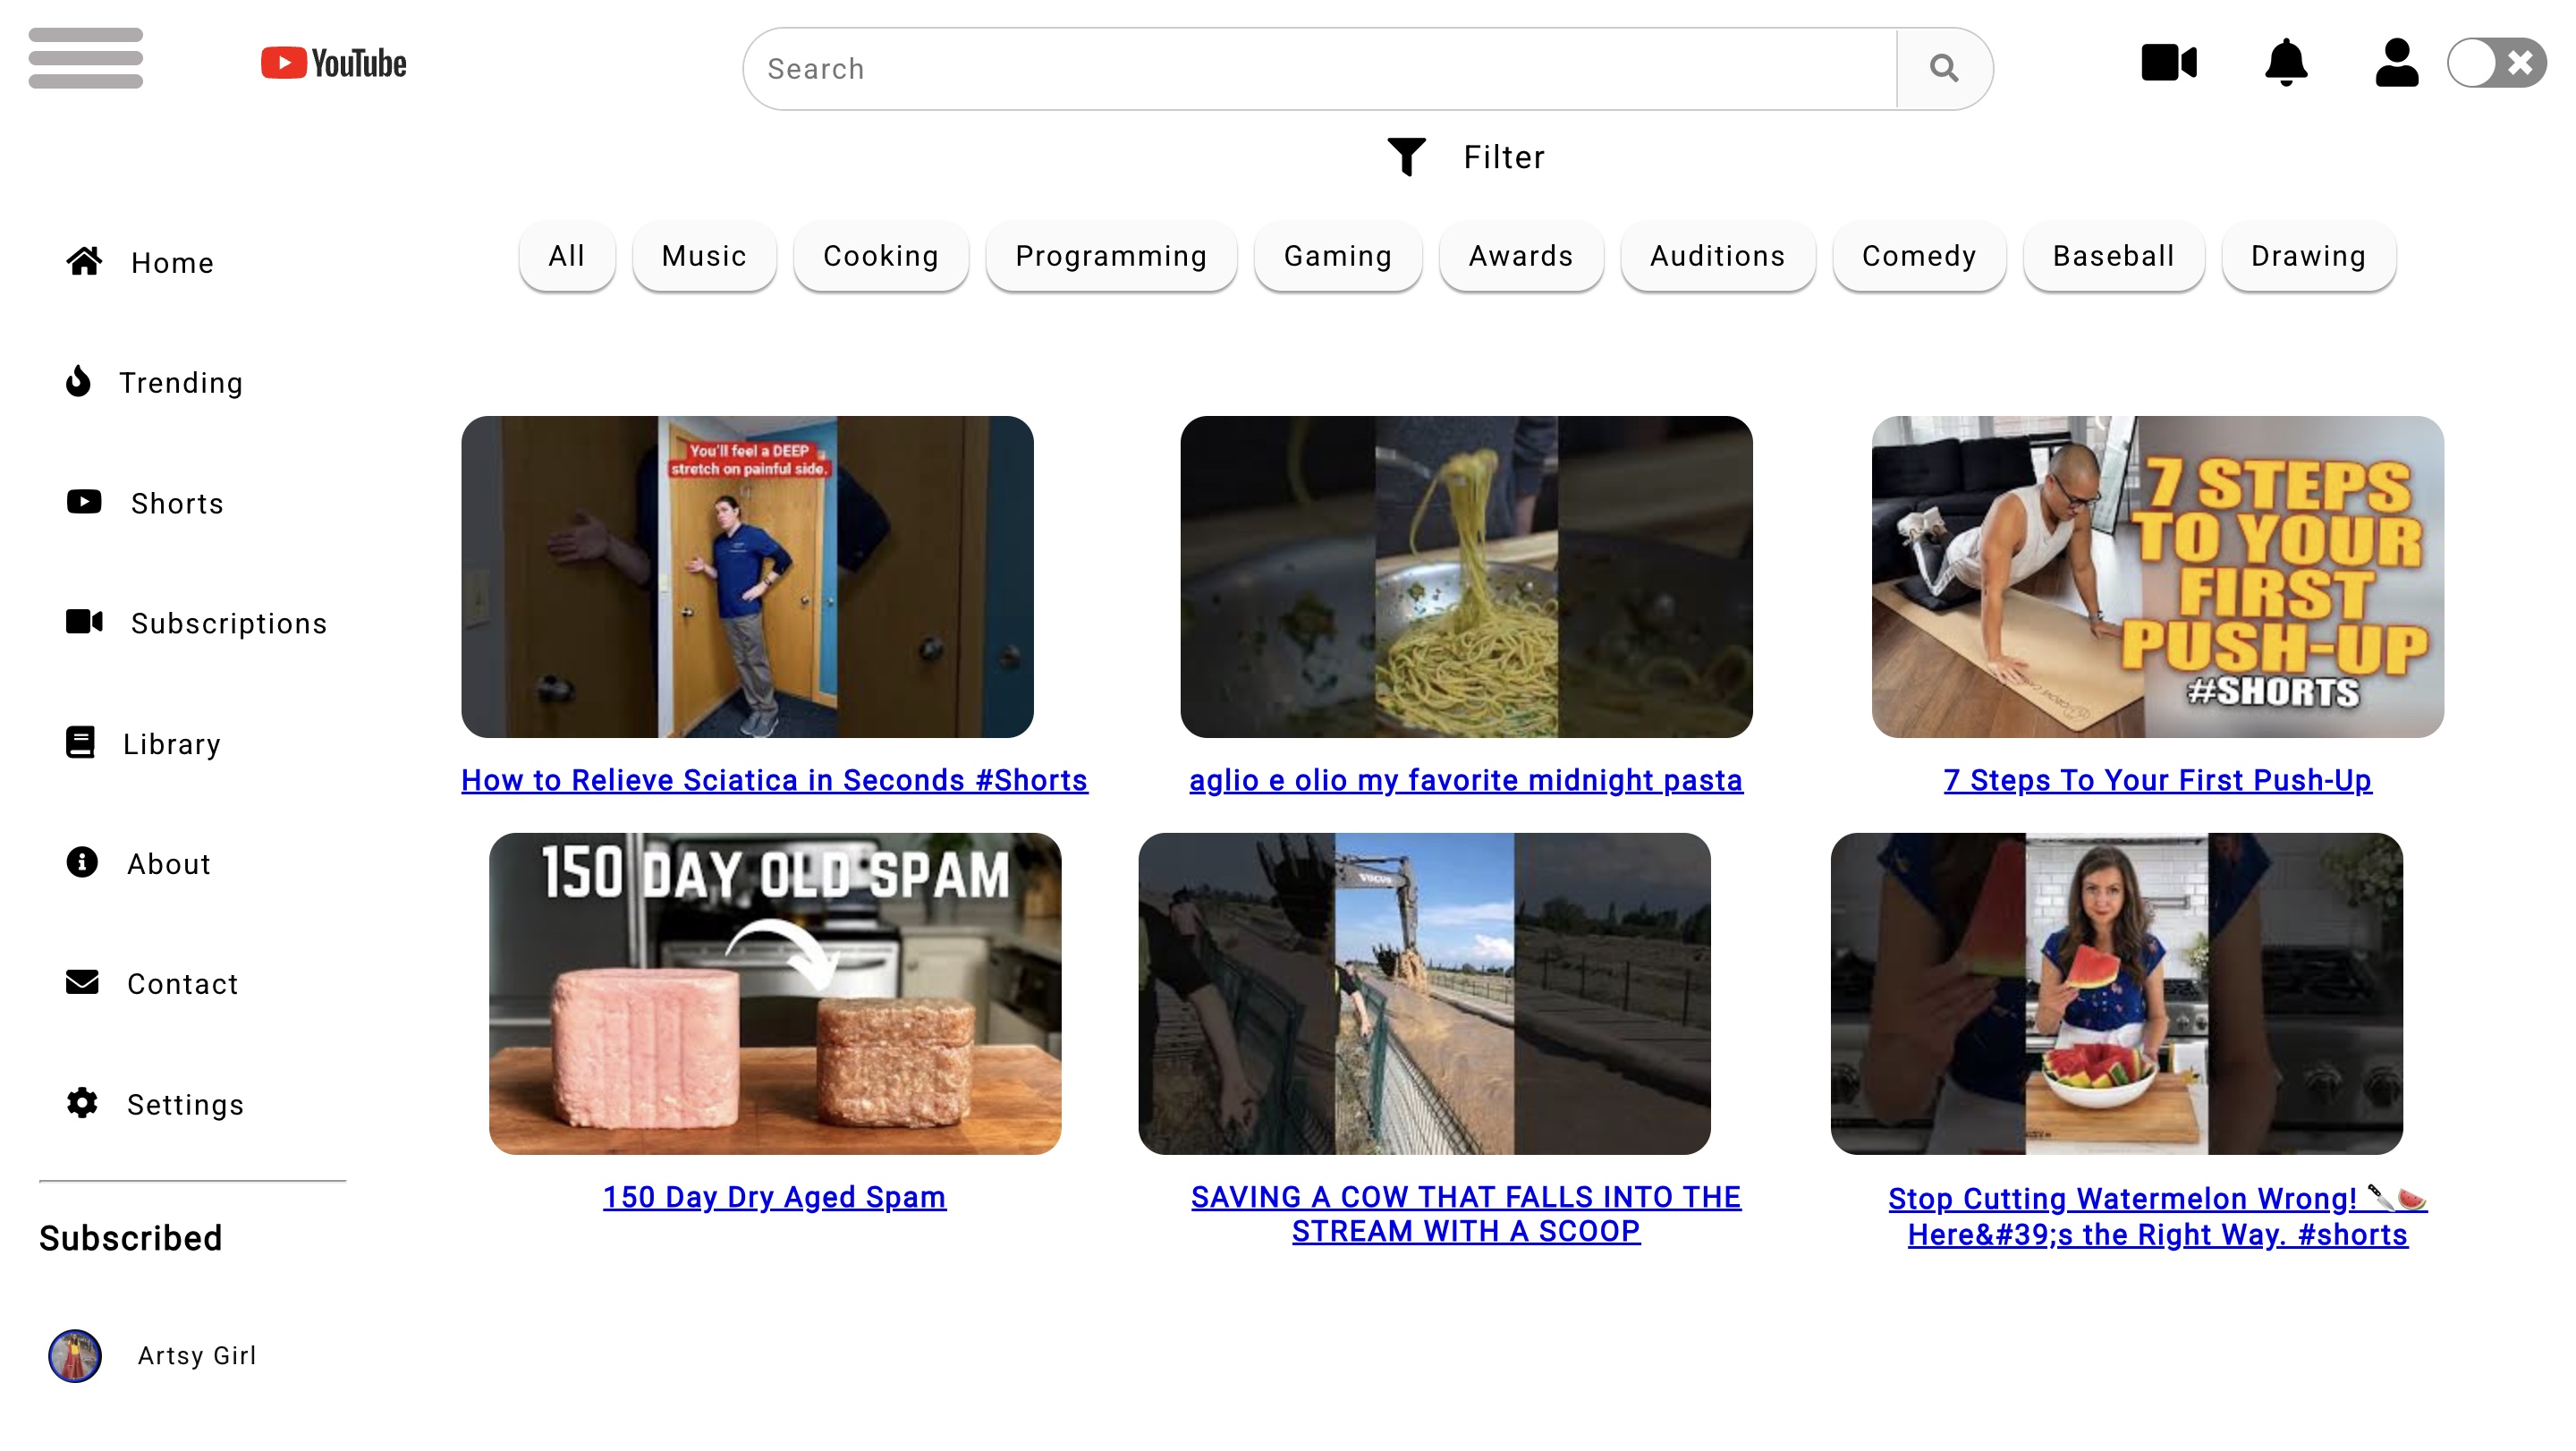 YouTube
Search
Filter
All Music Cooking Programming Gaming Awards Auditions Comedy Baseball Drawing
Home
Trending
Shorts
Subscriptions
Library
About
Contact
Settings
Subscribed
Artsy Girl
You'll feel a DEEP
stretch on painful side.
How to Relieve Sciatica in Seconds #Shorts
aglio e olio my favorite midnight pasta
7 STEPS
TO YOUR
FIRST
PUSH-UP
#SHORTS
7 Steps To Your First Push-Up
150 DAY OLD SPAM
150 Day Dry Aged Spam
SAVING A COW THAT FALLS INTO THE
STREAM WITH A SCOOP
Stop Cutting Watermelon Wrong! 🔪🍉
Here&#39;s the Right Way. #shorts